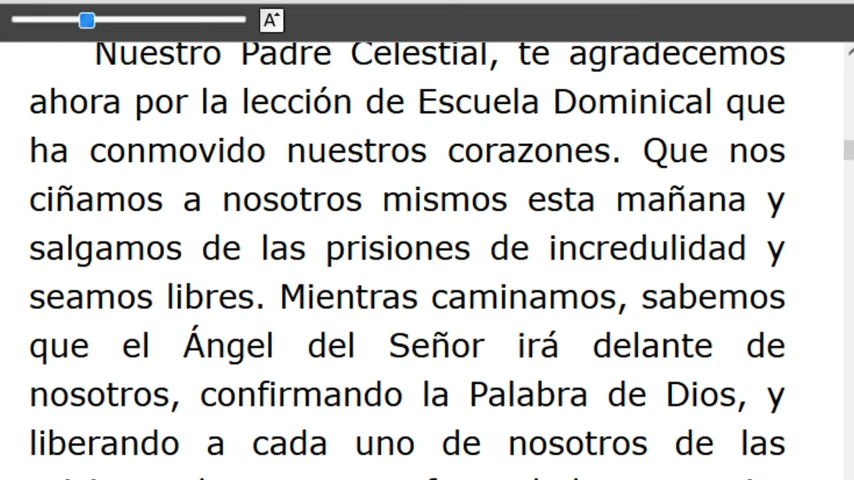 A
Nuestro Padre Celestial, te agradecemos
ahora por la lección de Escuela Dominical que
ha conmovido nuestros corazones. Que nos
ciñamos a nosotros mismos esta mañana y
salgamos de las prisiones de incredulidad y
seamos libres. Mientras caminamos, sabemos
que el Ángel del Señor irá delante de
nosotros, confirmando la Palabra de Dios, y
liberando a cada uno de nosotros de las